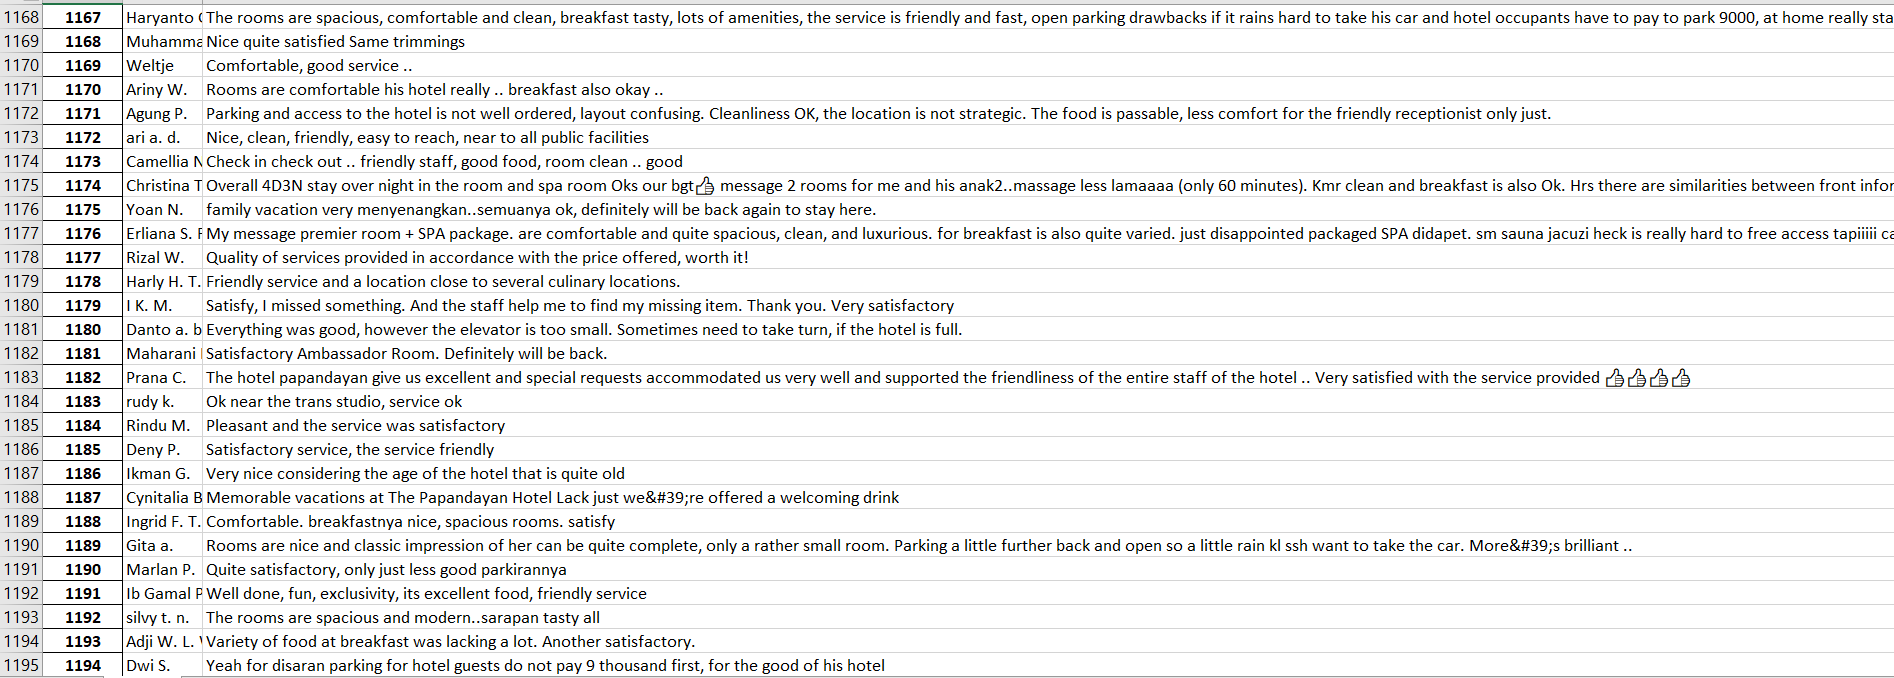 1168 1167 Haryanto The rooms are spacious, comfortable and clean, breakfast tasty, lots of amenities, the service is friendly and fast, open parking drawbacks if it rains hard to take his car and hotel occupants have to pay to park 9000, at home really sta
1169 1168 Muhamma Nice quite satisfied Same trimmings
1170 1169 Weltje Comfortable, good service ..
1171 1170 Ariny W. Rooms are comfortable his hotel really .. breakfast also okay ..
1172 1171 Agung P. Parking and access to the hotel is not well ordered, layout confusing. Cleanliness OK, the location is not strategic. The food is passable, less comfort for the friendly receptionist only just.
1173 1172 ari a. d. Nice, clean, friendly, easy to reach, near to all public facilities
1174 1173 Camellia N Check in check out .. friendly staff, good food, room clean .. good
1175 1174 Christina T Overall 4D3N stay over night in the room and spa room Oks our bgt👍 message 2 rooms for me and his anak2..massage less lamaaaa (only 60 minutes). Kmr clean and breakfast is also Ok. Hrs there are similarities between front infor
1176 1175 Yoan N. family vacation very menyenangkan..semuanya ok, definitely will be back again to stay here.
1177 1176 Erliana S. My message premier room + SPA package. are comfortable and quite spacious, clean, and luxurious. for breakfast is also quite varied. just disappointed packaged SPA didapet. sm sauna jacuzi heck is really hard to free access tapiiiii ca
1178 1177 Rizal W. Quality of services provided in accordance with the price offered, worth it!
1179 1178 Harly H. T. Friendly service and a location close to several culinary locations.
1180 1179 I K. M. Satisfy, I missed something. And the staff help me to find my missing item. Thank you. Very satisfactory
1181 1180 Danto a. b Everything was good, however the elevator is too small. Sometimes need to take turn, if the hotel is full.
1182 1181 Maharani Satisfactory Ambassador Room. Definitely will be back.
1183 1182 Prana C. The hotel papandayan give us excellent and special requests accommodated us very well and supported the friendliness of the entire staff of the hotel .. Very satisfied with the service provided 👍👍👍👍
1184 1183 rudy k. Ok near the trans studio, service ok
1185 1184 Rindu M. Pleasant and the service was satisfactory
1186 1185 Deny P. Satisfactory service, the service friendly
1187 1186 Ikman G. Very nice considering the age of the hotel that is quite old
1188 1187 Cynitalia B Memorable vacations at The Papandayan Hotel Lack just we&#39;re offered a welcoming drink
1189 1188 Ingrid F. T. Comfortable. breakfastnya nice, spacious rooms. satisfy
1190 1189 Gita a. Rooms are nice and classic impression of her can be quite complete, only a rather small room. Parking a little further back and open so a little rain kl ssh want to take the car. More&#39;s brilliant ..
1191 1190 Marlan P. Quite satisfactory, only just less good parkirannya
1192 1191 Ib Gamal P Well done, fun, exclusivity, its excellent food, friendly service
1193 1192 silvy t. n. The rooms are spacious and modern..sarapan tasty all
1194 1193 Adji W. L. Variety of food at breakfast was lacking a lot. Another satisfactory.
1195 1194 Dwi S. Yeah for disaran parking for hotel guests do not pay 9 thousand first, for the good of his hotel